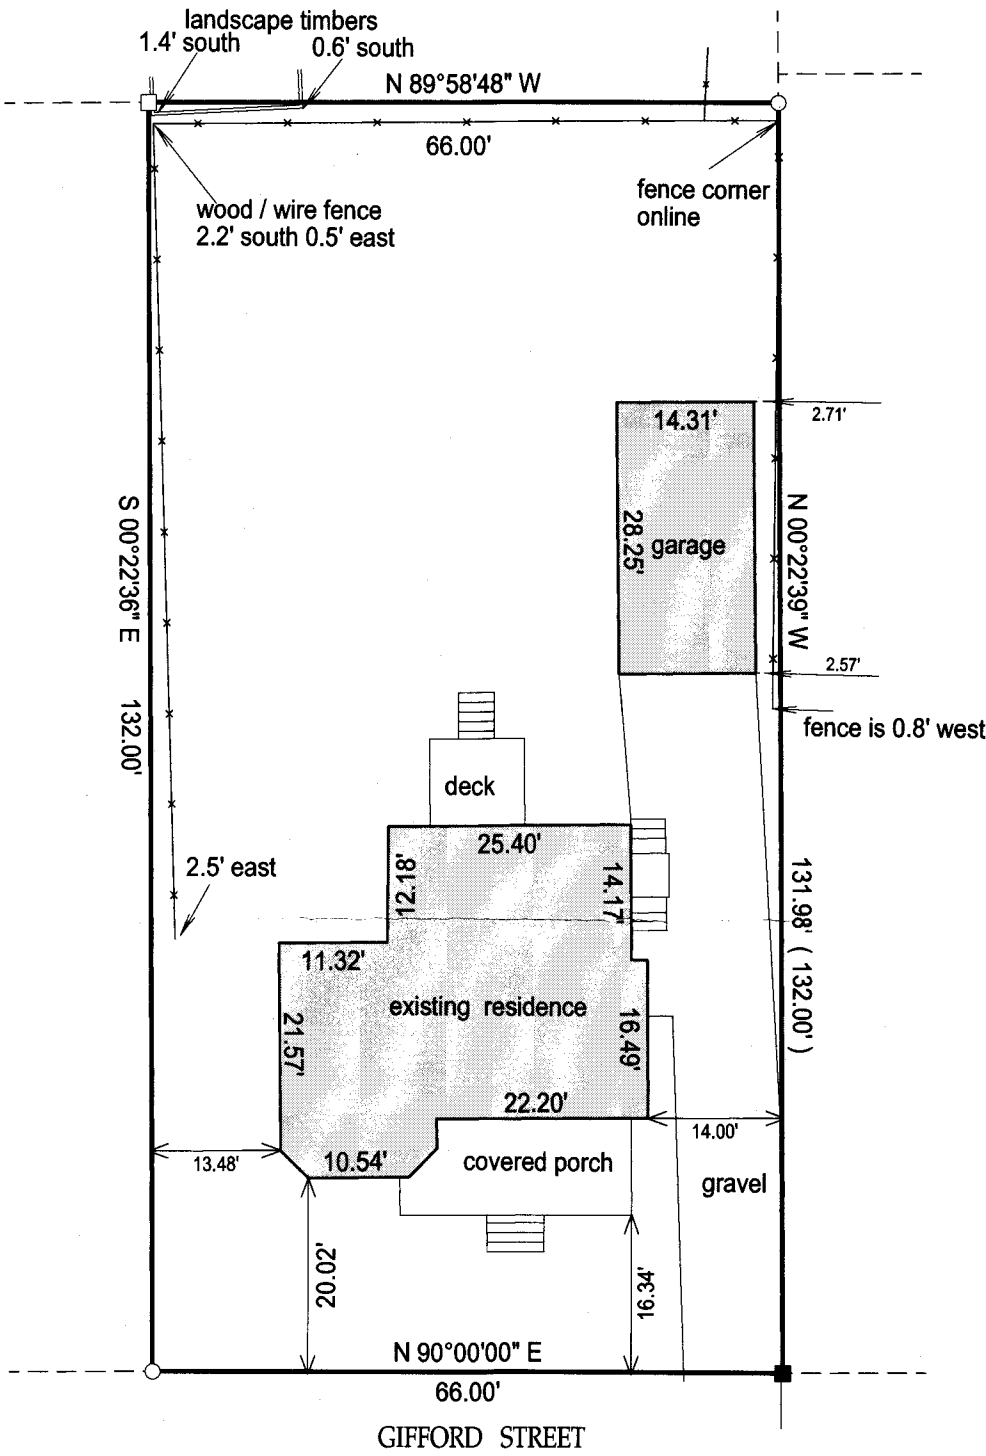 landscape timbers
1.4' south
0.6' south
N 89°58'48" W
66.00'
fence corner
online
wood / wire fence
2.2' south 0.5' east
14.31'
2.71'
28.25'
garage
S 00°22'36" E 132.00'
N 00°22'39" W 131.98' ( 132.00' )
2.57'
fence is 0.8' west
deck
25.40'
2.5' east
12.18'
14.17'
11.32'
existing residence
21.57'
16.49'
22.20'
14.00'
13.48'
10.54'
covered porch
gravel
20.02'
16.34'
N 90°00'00" E
66.00'
GIFFORD STREET